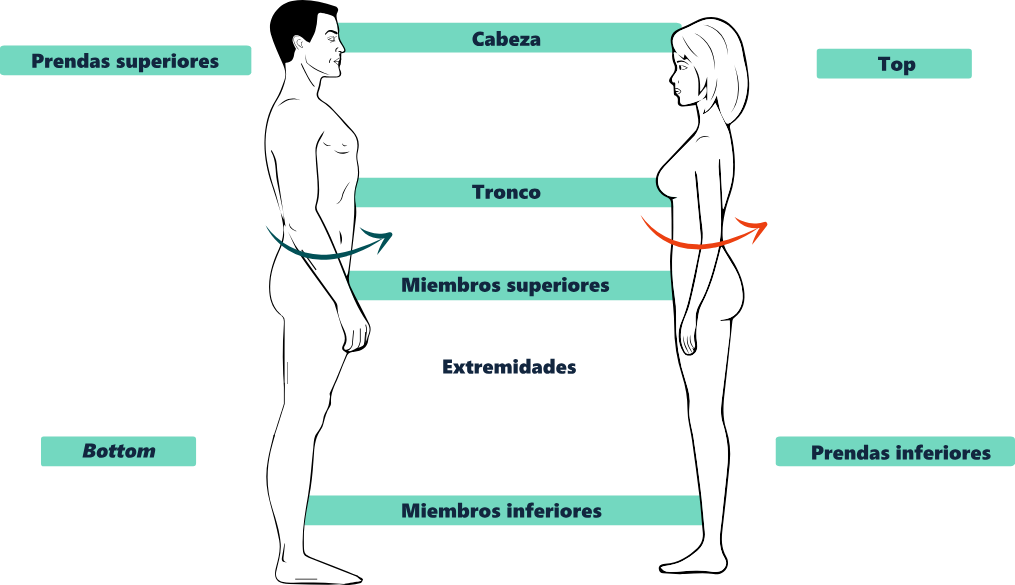 Cabeza
Prendas superiores
Top
Tronco
Miembros superiores
Extremidades
Bottom
Prendas inferiores
Miembros inferiores